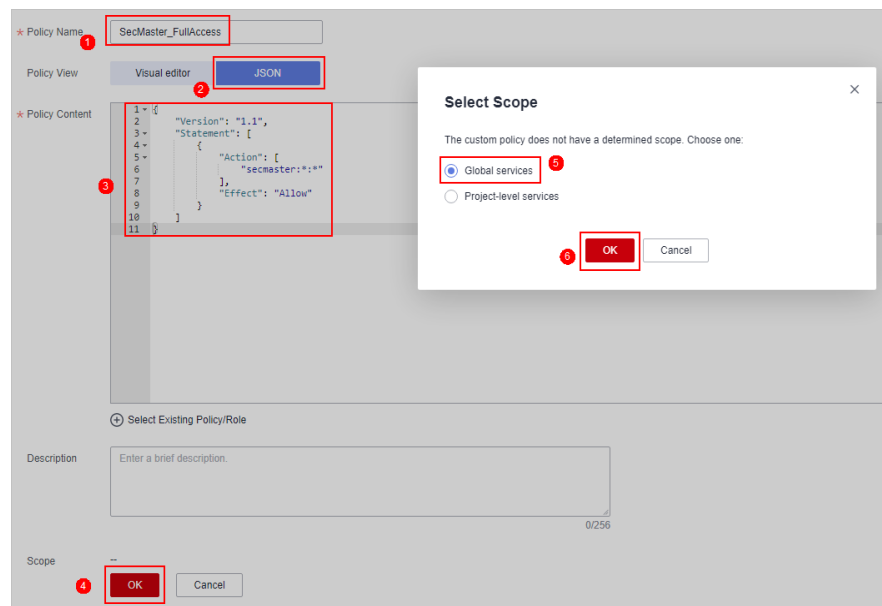 * Policy Name
SecMaster_FullAccess
1
Policy View
Visual editor
JSON
2
* Policy Content
1 {
2 "Version": "1.1",
3 "Statement": [
4 {
5 "Action": [
6 "secmaster:*:*"
7 ],
8 "Effect": "Allow"
9 }
10 ]
11 }
3
Select Existing Policy/Role
Description
Enter a brief description.
0/256
Scope
--
4
OK
Cancel
Select Scope
The custom policy does not have a determined scope. Choose one:
Global services
5
Project-level services
6
OK
Cancel